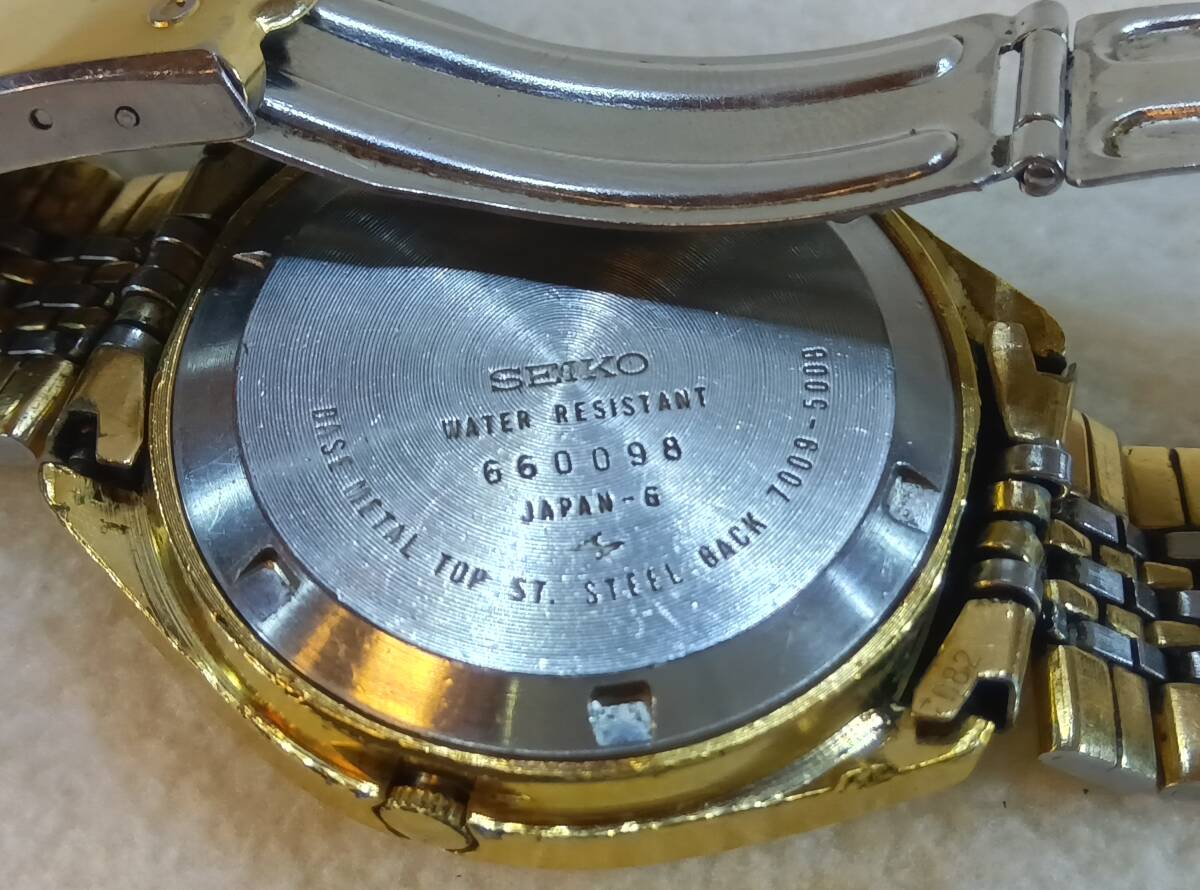 SEIKO
WATER RESISTANT
660098
JAPAN-G
BASE METAL TOP ST. STEEL BACK 7009-5008